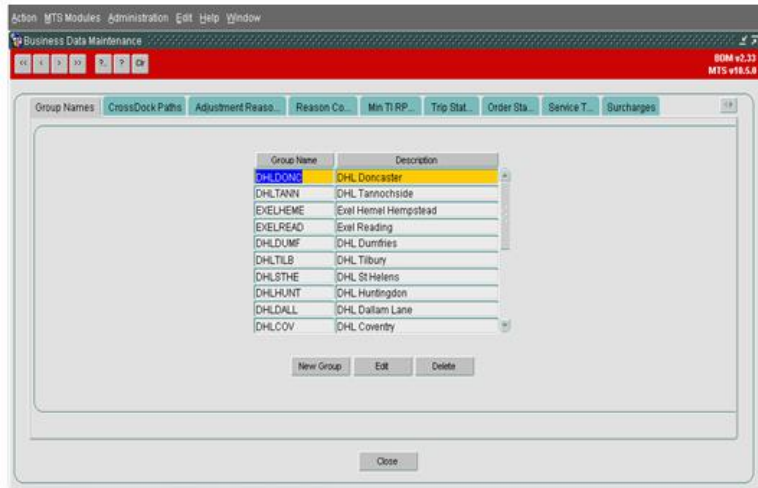 Action MTS Modules Administration Edit Help Window
Business Data Maintenance
<< < > >> ?. ? Clr
BDM v2.33
MTS v10.5.0
Group Names CrossDock Paths Adjustment Reaso... Reason Co... Min TI RP... Trip Stat... Order Sta... Service T... Surcharges
Group Name Description
DHLDONC DHL Doncaster
DHLTANN DHL Tannochside
EXELHEME Exel Hemel Hempstead
EXELREAD Exel Reading
DHLDUMF DHL Dumfries
DHLTILB DHL Tilbury
DHLSTHE DHL St Helens
DHLHUNT DHL Huntingdon
DHLDALL DHL Dallam Lane
DHLCOV DHL Coventry
New Group Edit Delete
Close